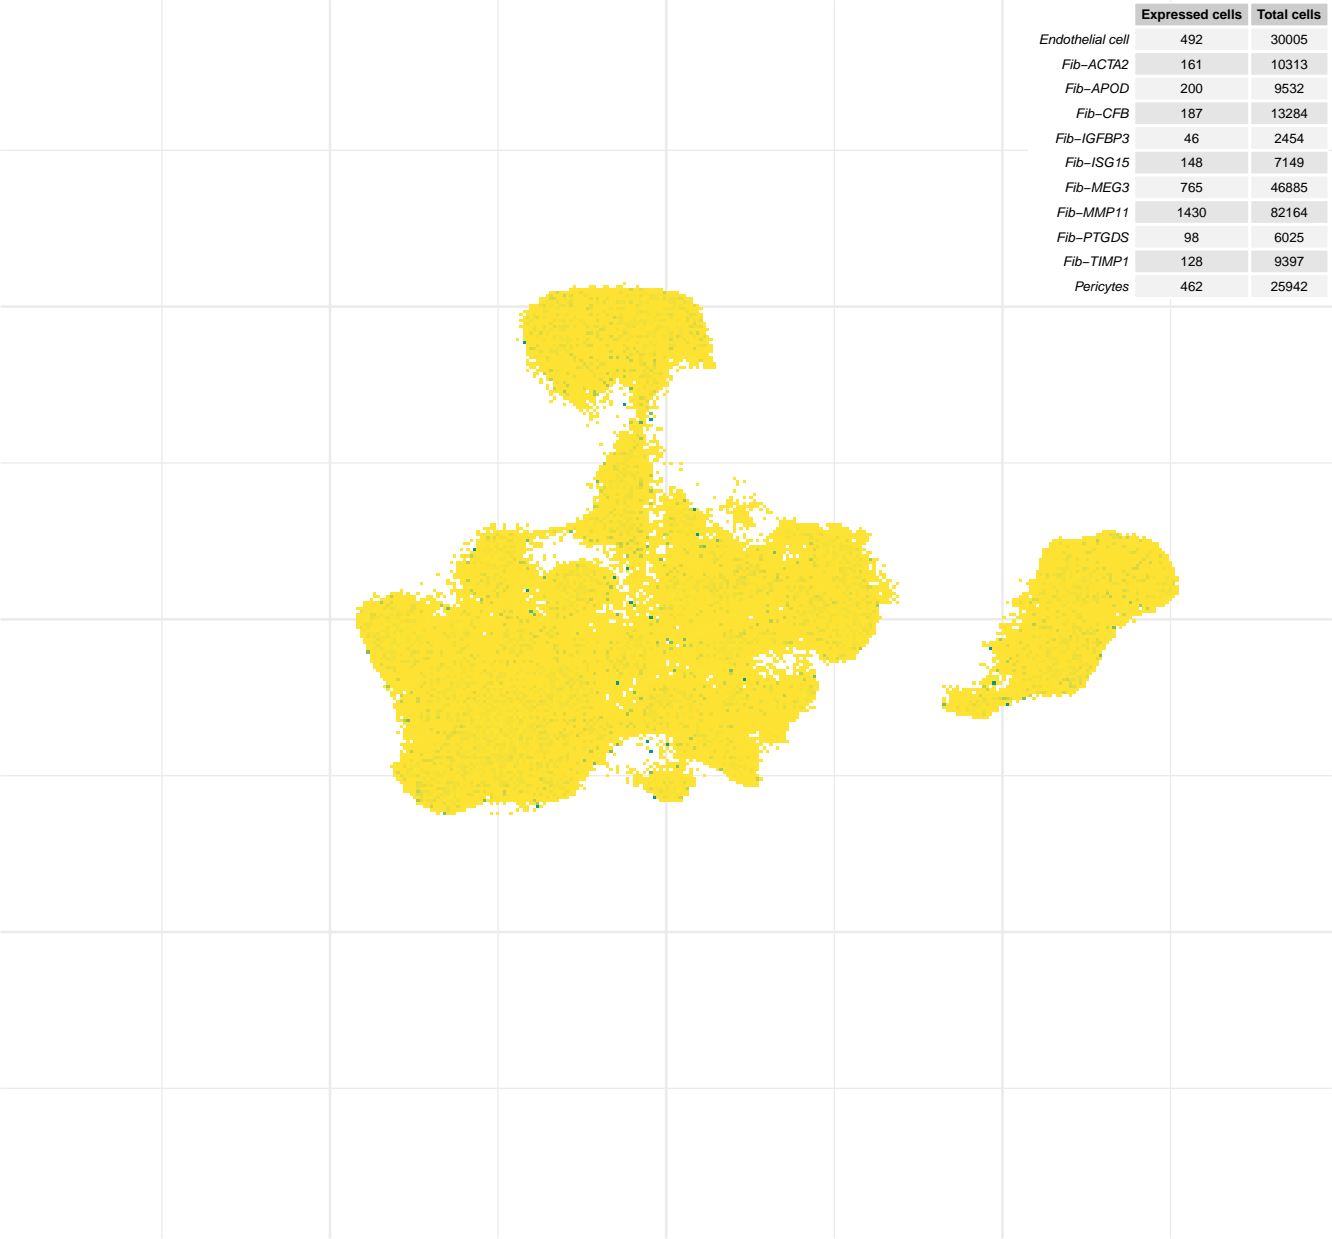 Expressed cells Total cells
Endothelial cell 492 30005
Fib−ACTA2 161 10313
Fib−APOD 200 9532
Fib−CFB 187 13284
Fib−IGFBP3 46 2454
Fib−ISG15 148 7149
Fib−MEG3 765 46885
Fib−MMP11 1430 82164
Fib−PTGDS 98 6025
Fib−TIMP1 128 9397
Pericytes 462 25942